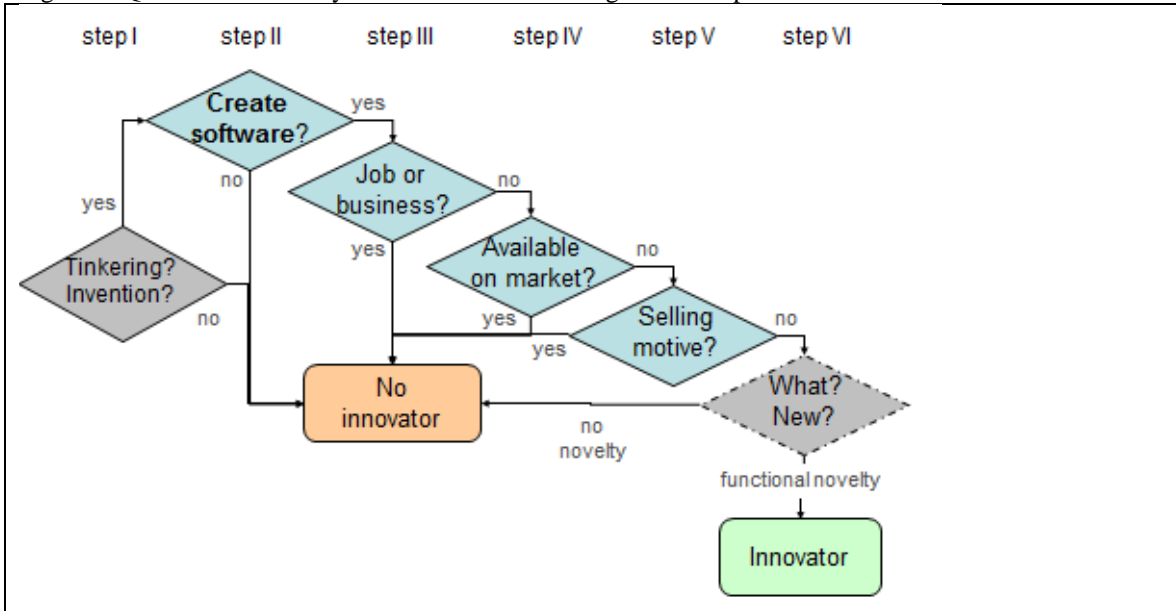 step I step II step III step IV step V step VI
Create
software?
yes
no
Job or
business?
no
yes
yes
Tinkering?
Invention?
no
Available
on market?
no
yes
Selling
motive?
no
yes
No
innovator
What?
New?
no
novelty
functional novelty
Innovator